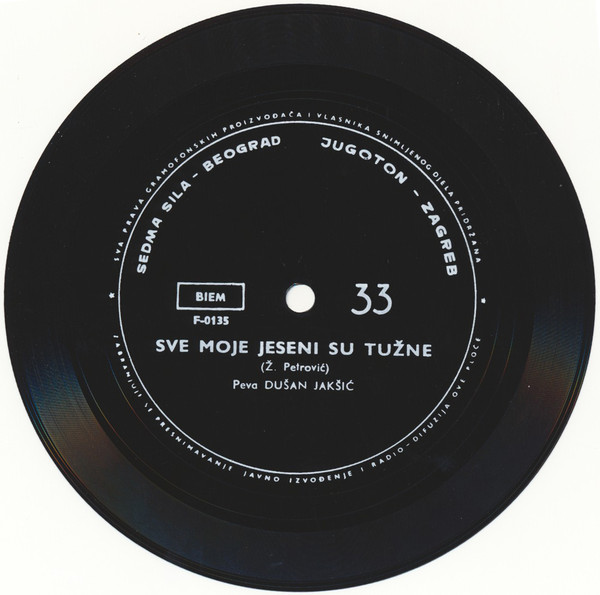 SVA PRAVA GRAMOFONSKIH PROIZVOĐAČA I VLASNIKA SNIMLJENOG DJELA PRIDRŽANA
SEDMA SILA - BEOGRAD JUGOTON - ZAGREB
BIEM
33
F-0135
SVE MOJE JESENI SU TUŽNE
(Ž. Petrović)
Peva DUŠAN JAKŠIĆ
ZABRANJUJE SE PRESNIMAVANJE JAVNO IZVOĐENJE I RADIO-DIFUZIJA OVE PLOČE